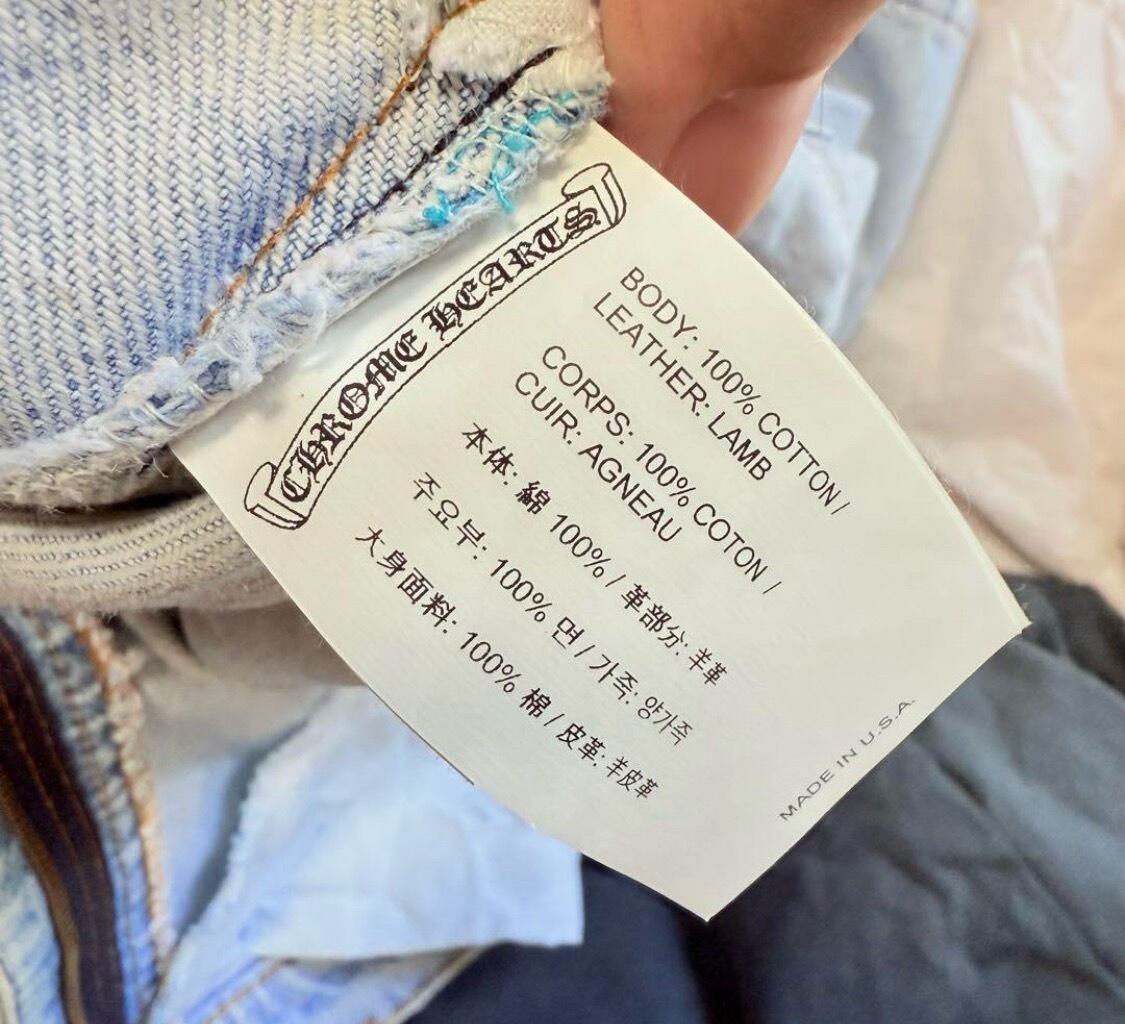 CHROME HEARTS
BODY: 100% COTTON /
LEATHER: LAMB
CORPS: 100% COTON /
CUIR: AGNEAU
本体: 綿 100% / 革部分: 羊革
주요부: 100% 면 / 가죽: 양가죽
大身面料: 100% 棉 / 皮革: 羊皮革
MADE IN U.S.A.